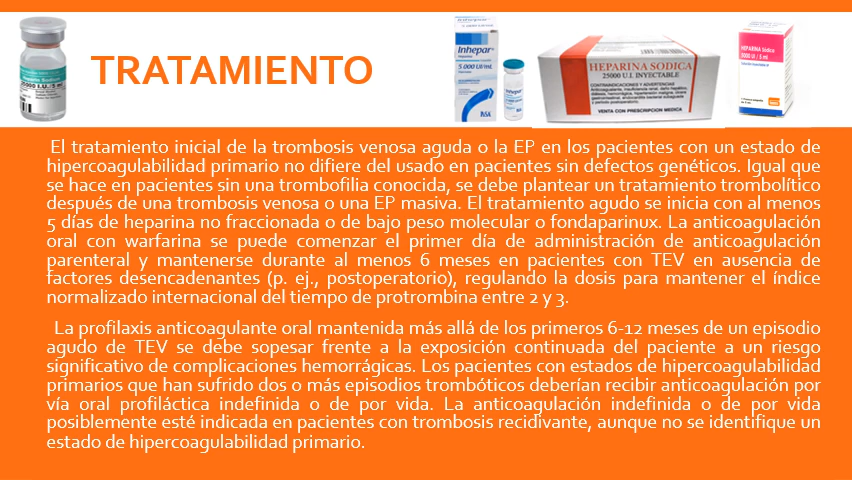 TRATAMIENTO
Inhepar
5.000 UI/mL
PiSA
HEPARINA SODICA
25000 U.I. INYECTABLE
CONTRAINDICACIONES Y ADVERTENCIAS
VENTA CON PRESCRIPCION MEDICA
HEPARINA Sódica
El tratamiento inicial de la trombosis venosa aguda o la EP en los pacientes con un estado de
hipercoagulabilidad primario no difiere del usado en pacientes sin defectos genéticos. Igual que
se hace en pacientes sin una trombofilia conocida, se debe plantear un tratamiento trombolítico
después de una trombosis venosa o una EP masiva. El tratamiento agudo se inicia con al menos
5 días de heparina no fraccionada o de bajo peso molecular o fondaparinux. La anticoagulación
oral con warfarina se puede comenzar el primer día de administración de anticoagulación
parenteral y mantenerse durante al menos 6 meses en pacientes con TEV en ausencia de
factores desencadenantes (p. ej., postoperatorio), regulando la dosis para mantener el índice
normalizado internacional del tiempo de protrombina entre 2 y 3.
La profilaxis anticoagulante oral mantenida más allá de los primeros 6-12 meses de un episodio
agudo de TEV se debe sopesar frente a la exposición continuada del paciente a un riesgo
significativo de complicaciones hemorrágicas. Los pacientes con estados de hipercoagulabilidad
primarios que han sufrido dos o más episodios trombóticos deberían recibir anticoagulación por
vía oral profiláctica indefinida o de por vida. La anticoagulación indefinida o de por vida
posiblemente esté indicada en pacientes con trombosis recidivante, aunque no se identifique un
estado de hipercoagulabilidad primario.